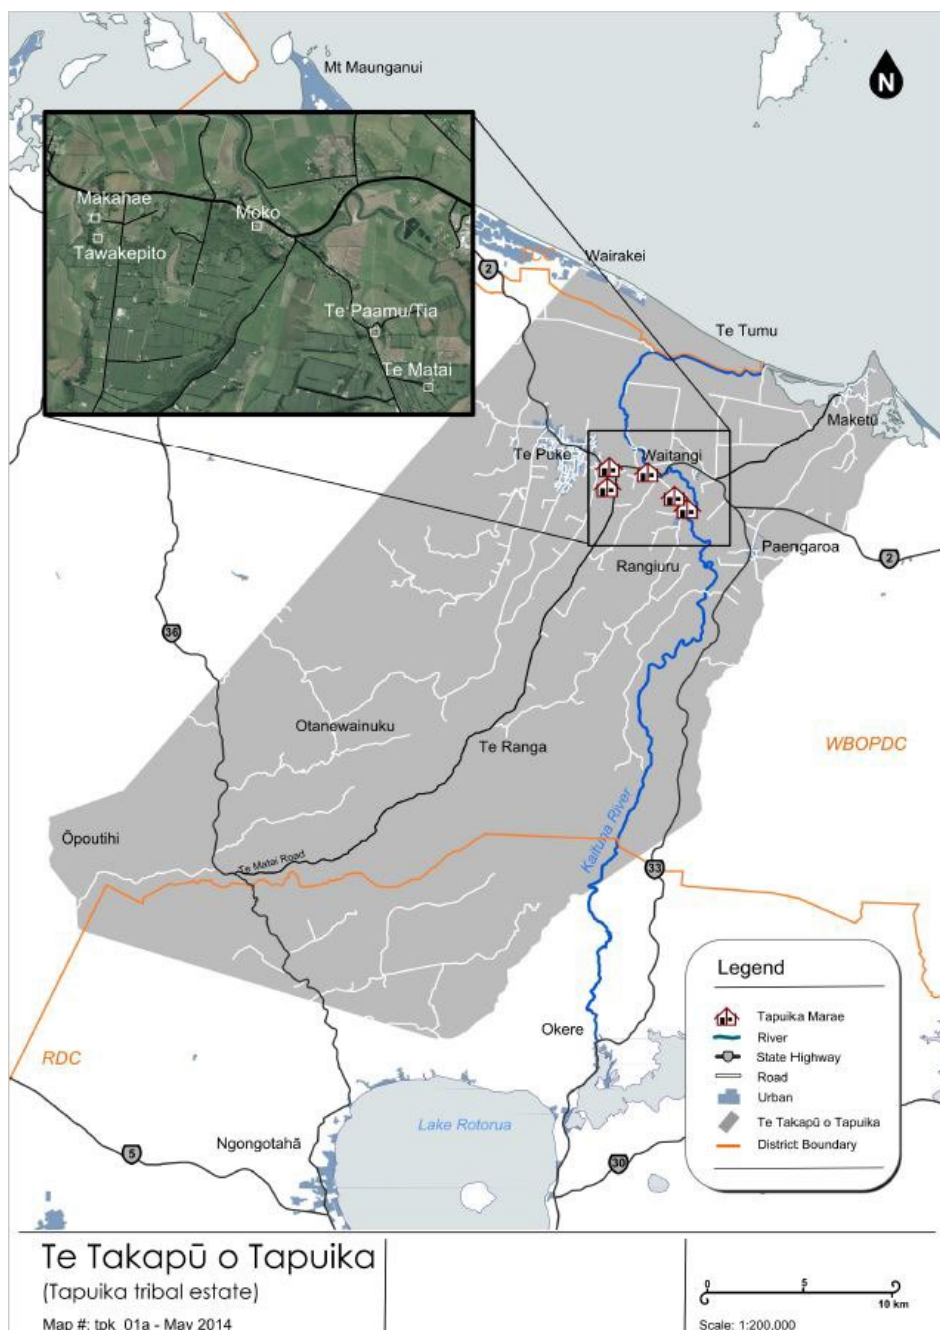 Mt Maunganui
N
Makahae
Moko
Tawakepito
Te Paamu/Tia
Te Matai
Wairakei
2
Te Tumu
Maketū
Te Puke
Waitangi
Paengaroa
2
Rangiuru
36
Otanewainuku
Te Ranga
WBOPDC
Kaituna River
Ōpoutihi
Te Matai Road
33
Okere
RDC
Lake Rotorua
Ngongotahā
5
30
Legend
Tapuika Marae
River
State Highway
Road
Urban
Te Takapū o Tapuika
District Boundary
Te Takapū o Tapuika
(Tapuika tribal estate)
Map #: tpk_01a - May 2014
0 5
10 km
Scale: 1:200,000